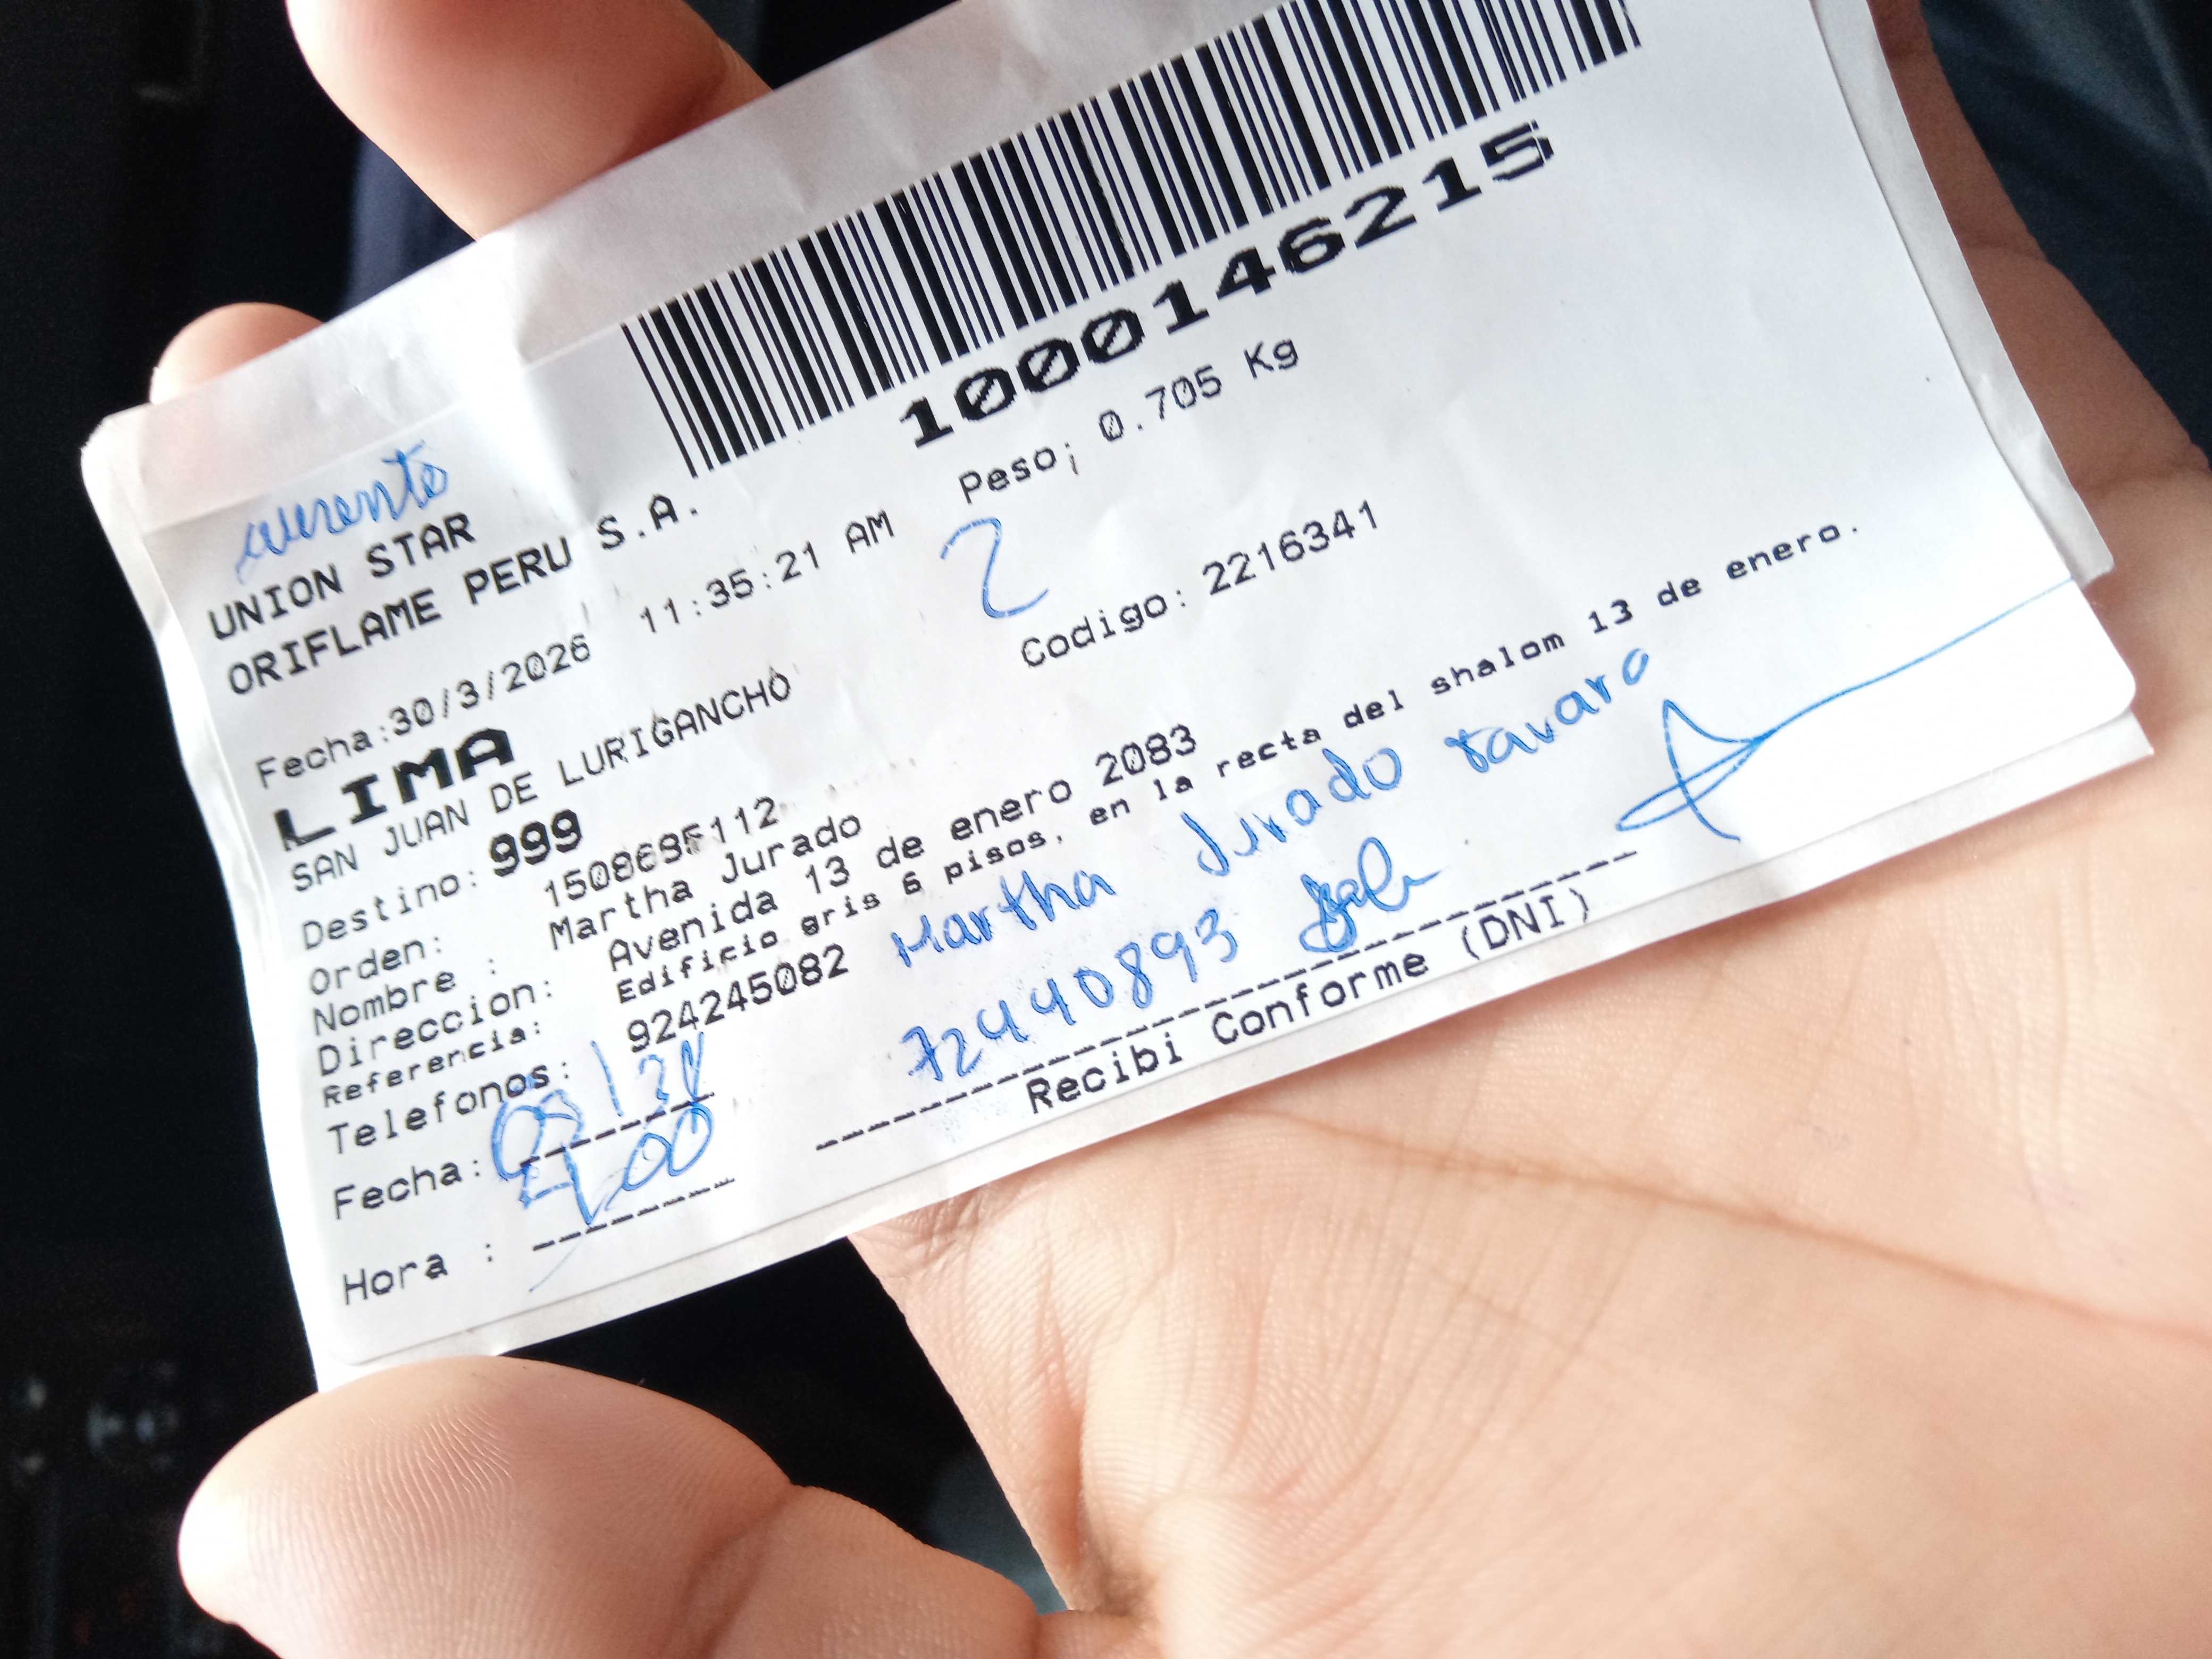 1000146215
UNION STAR
ORIFLAME PERU S.A.
Peso¡ 0.705 Kg
Fecha:30/3/2026 11:35:21 AM
2
LIMA
Codigo: 2216341
SAN JUAN DE LURIGANCHO
Destino: 999
Orden: 150869F112
Nombre : Martha Jurado
Direccion: Avenida 13 de enero 2083
Referencia: Edificio gris 6 pisos, en la recta del shalom 13 de enero.
Telefonos: 924245082
Martha Jurado Tavara
72440893
Fecha:
Hora :
Recibi Conforme (DNI)